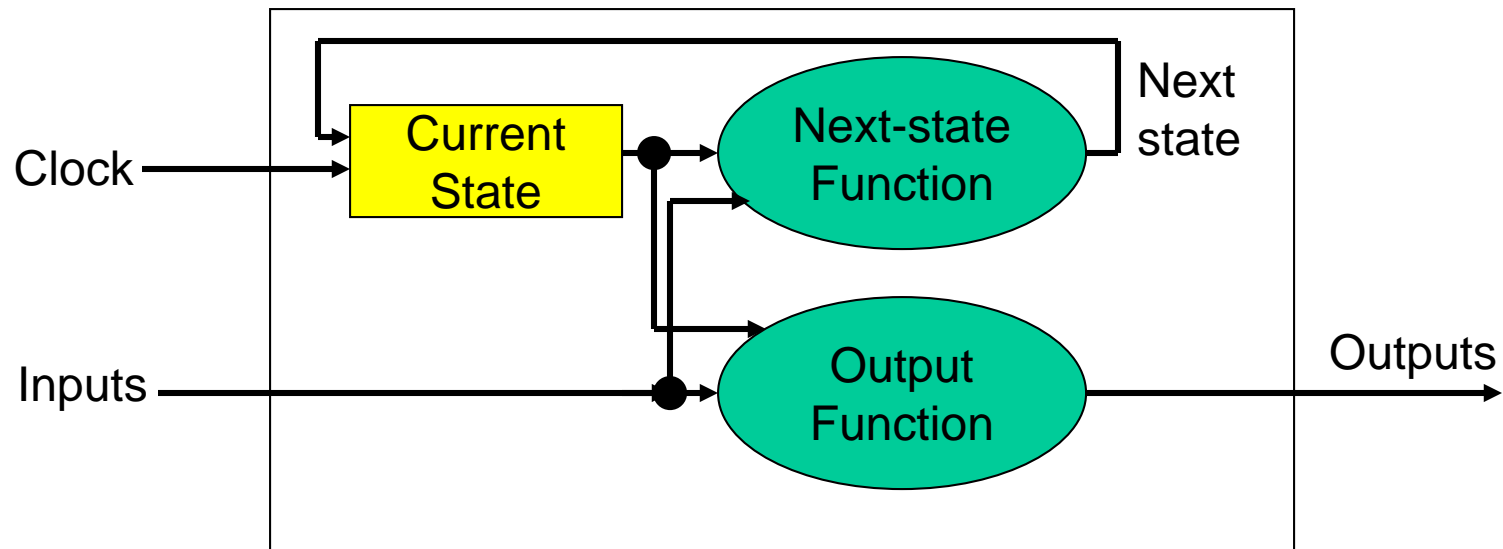 Next
state
Current
State
Next-state
Function
Clock
Inputs
Output
Function
Outputs